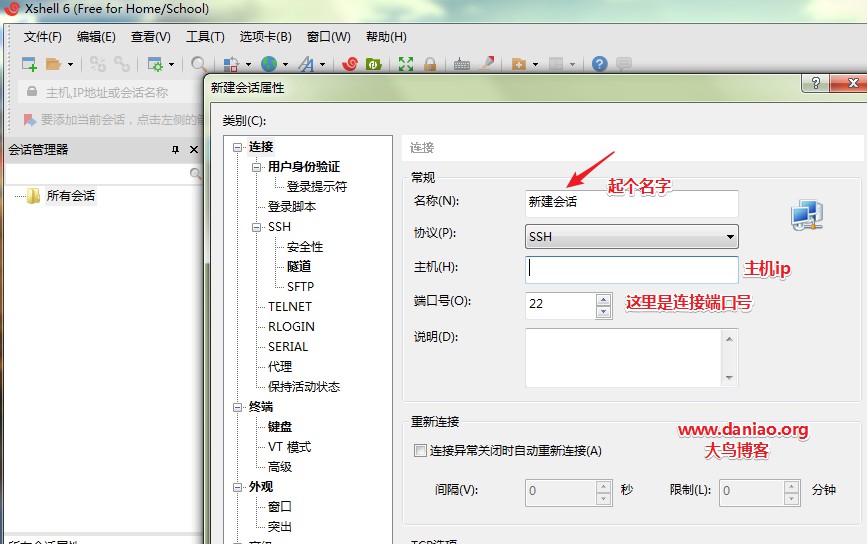 Xshell 6 (Free for Home/School)
文件(F) 编辑(E) 查看(V) 工具(T) 选项卡(B) 窗口(W) 帮助(H)
主机,IP地址或会话名称
要添加当前会话，点击左侧的
会话管理器
所有会话
新建会话属性
类别(C):
连接
用户身份验证
登录提示符
登录脚本
SSH
安全性
隧道
SFTP
TELNET
RLOGIN
SERIAL
代理
保持活动状态
终端
键盘
VT 模式
高级
外观
窗口
突出
连接
常规
起个名字
名称(N): 新建会话
协议(P): SSH
主机(H): 主机ip
端口号(O): 22 这里是连接端口号
说明(D):
重新连接
www.daniao.org
大鸟博客
连接异常关闭时自动重新连接(A)
间隔(V): 0 秒 限制(L): 0 分钟